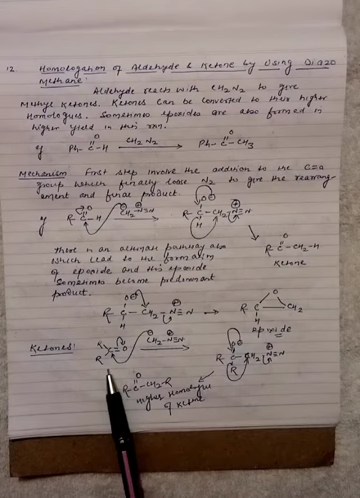 12. Homologation of Aldehyde & Ketone by Using Diazo
methane:
Aldehyde reacts with CH2N2 to give
Methyl Ketones. Ketones can be converted to their higher
homologues. Sometimes epoxides are also formed in
higher yield in this rxn.
eg Ph-C-H CH2N2 Ph-C-CH3
O O
Mechanism First step involve the addition to the C=O
group which finally loose N2 to give the rearrang-
ement and final product.
eg R-C-H CH2-N≡N R-C-CH2-N≡N
O H
There is an alternate pathway also
which lead to the formation
of epoxide and this epoxide
sometimes become predominant
product.
R-C-CH2-H
O
Ketone
R-C-CH2-N≡N R-C CH2
H H O
epoxide
Ketones: R R C=O CH2-N≡N R-C-CH2-N≡N
R
R-C-CH2-R
O
higher homologue
of Ketone